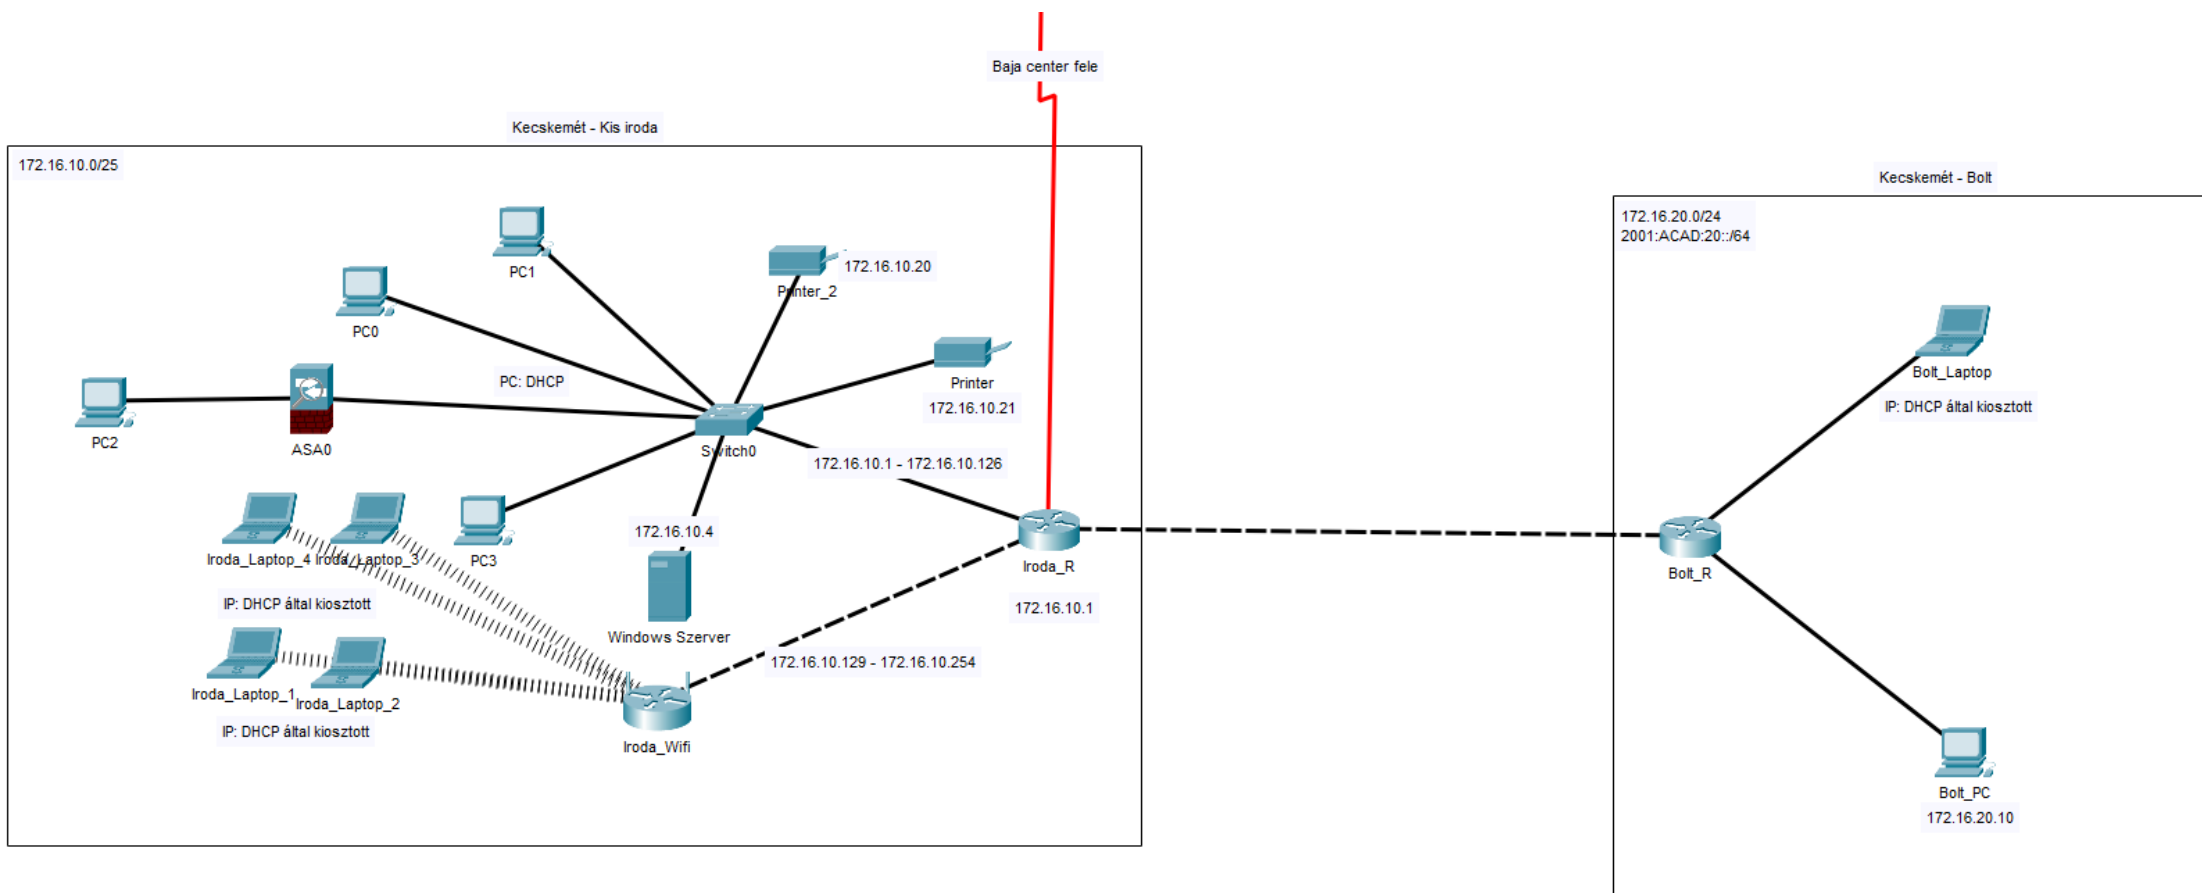 Baja center fele
Kecskemét - Kis iroda
172.16.10.0/25
Kecskemét - Bolt
172.16.20.0/24
2001:ACAD:20::/64
PC1
172.16.10.20
Printer_2
PC0
PC: DHCP
Printer
172.16.10.21
Bolt_Laptop
IP: DHCP által kiosztott
PC2
ASA0
Switch0
172.16.10.1 - 172.16.10.126
172.16.10.4
Iroda_Laptop_4
Iroda_Laptop_3
PC3
Iroda_R
Bolt_R
IP: DHCP által kiosztott
172.16.10.1
Windows Szerver
172.16.10.129 - 172.16.10.254
Iroda_Laptop_1
Iroda_Laptop_2
IP: DHCP által kiosztott
Iroda_Wifi
Bolt_PC
172.16.20.10